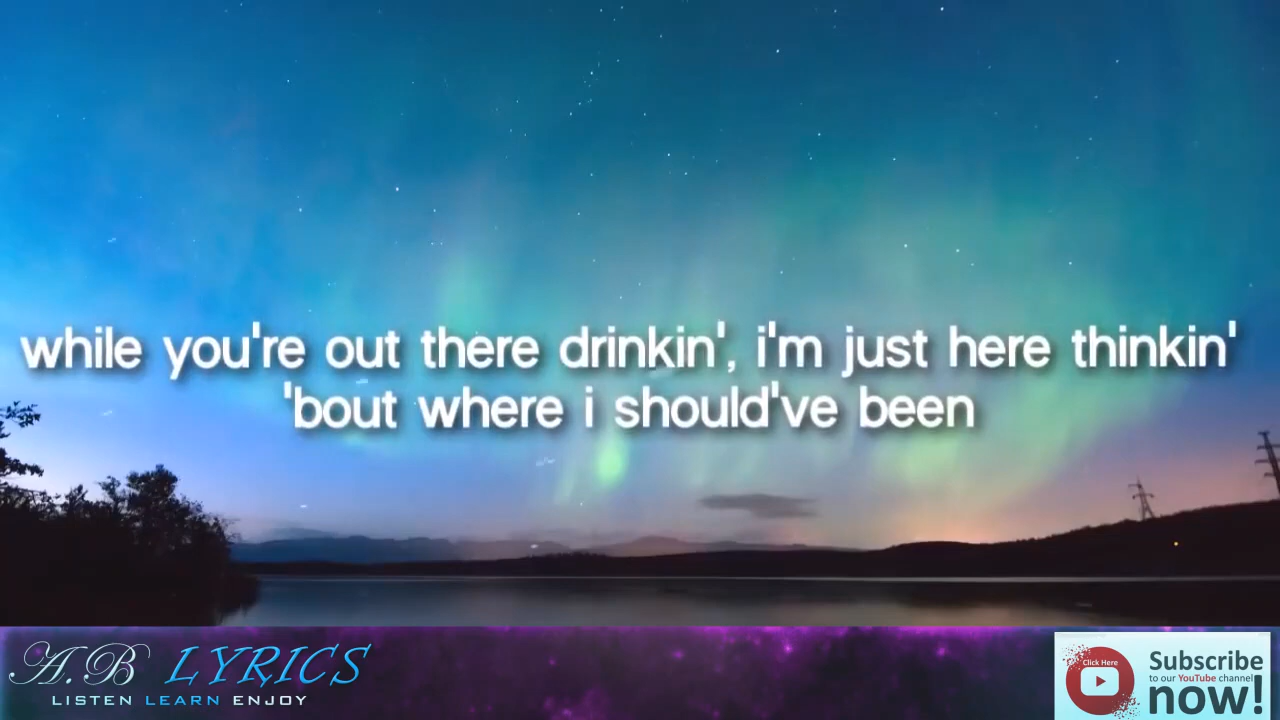 while you're out there drinkin', i'm just here thinkin'
'bout where i should've been
A.B LYRICS
LISTEN LEARN ENJOY
Click Here
Subscribe
to our YouTube channel
now!